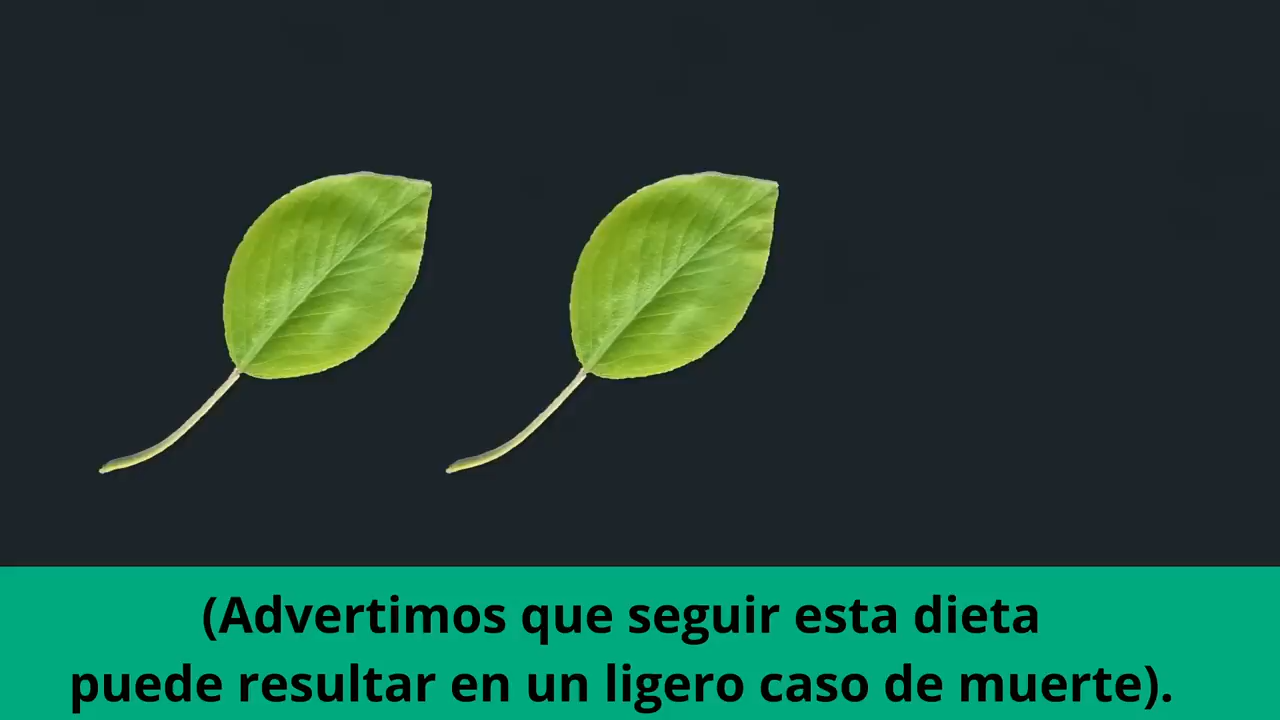 (Advertimos que seguir esta dieta
puede resultar en un ligero caso de muerte).